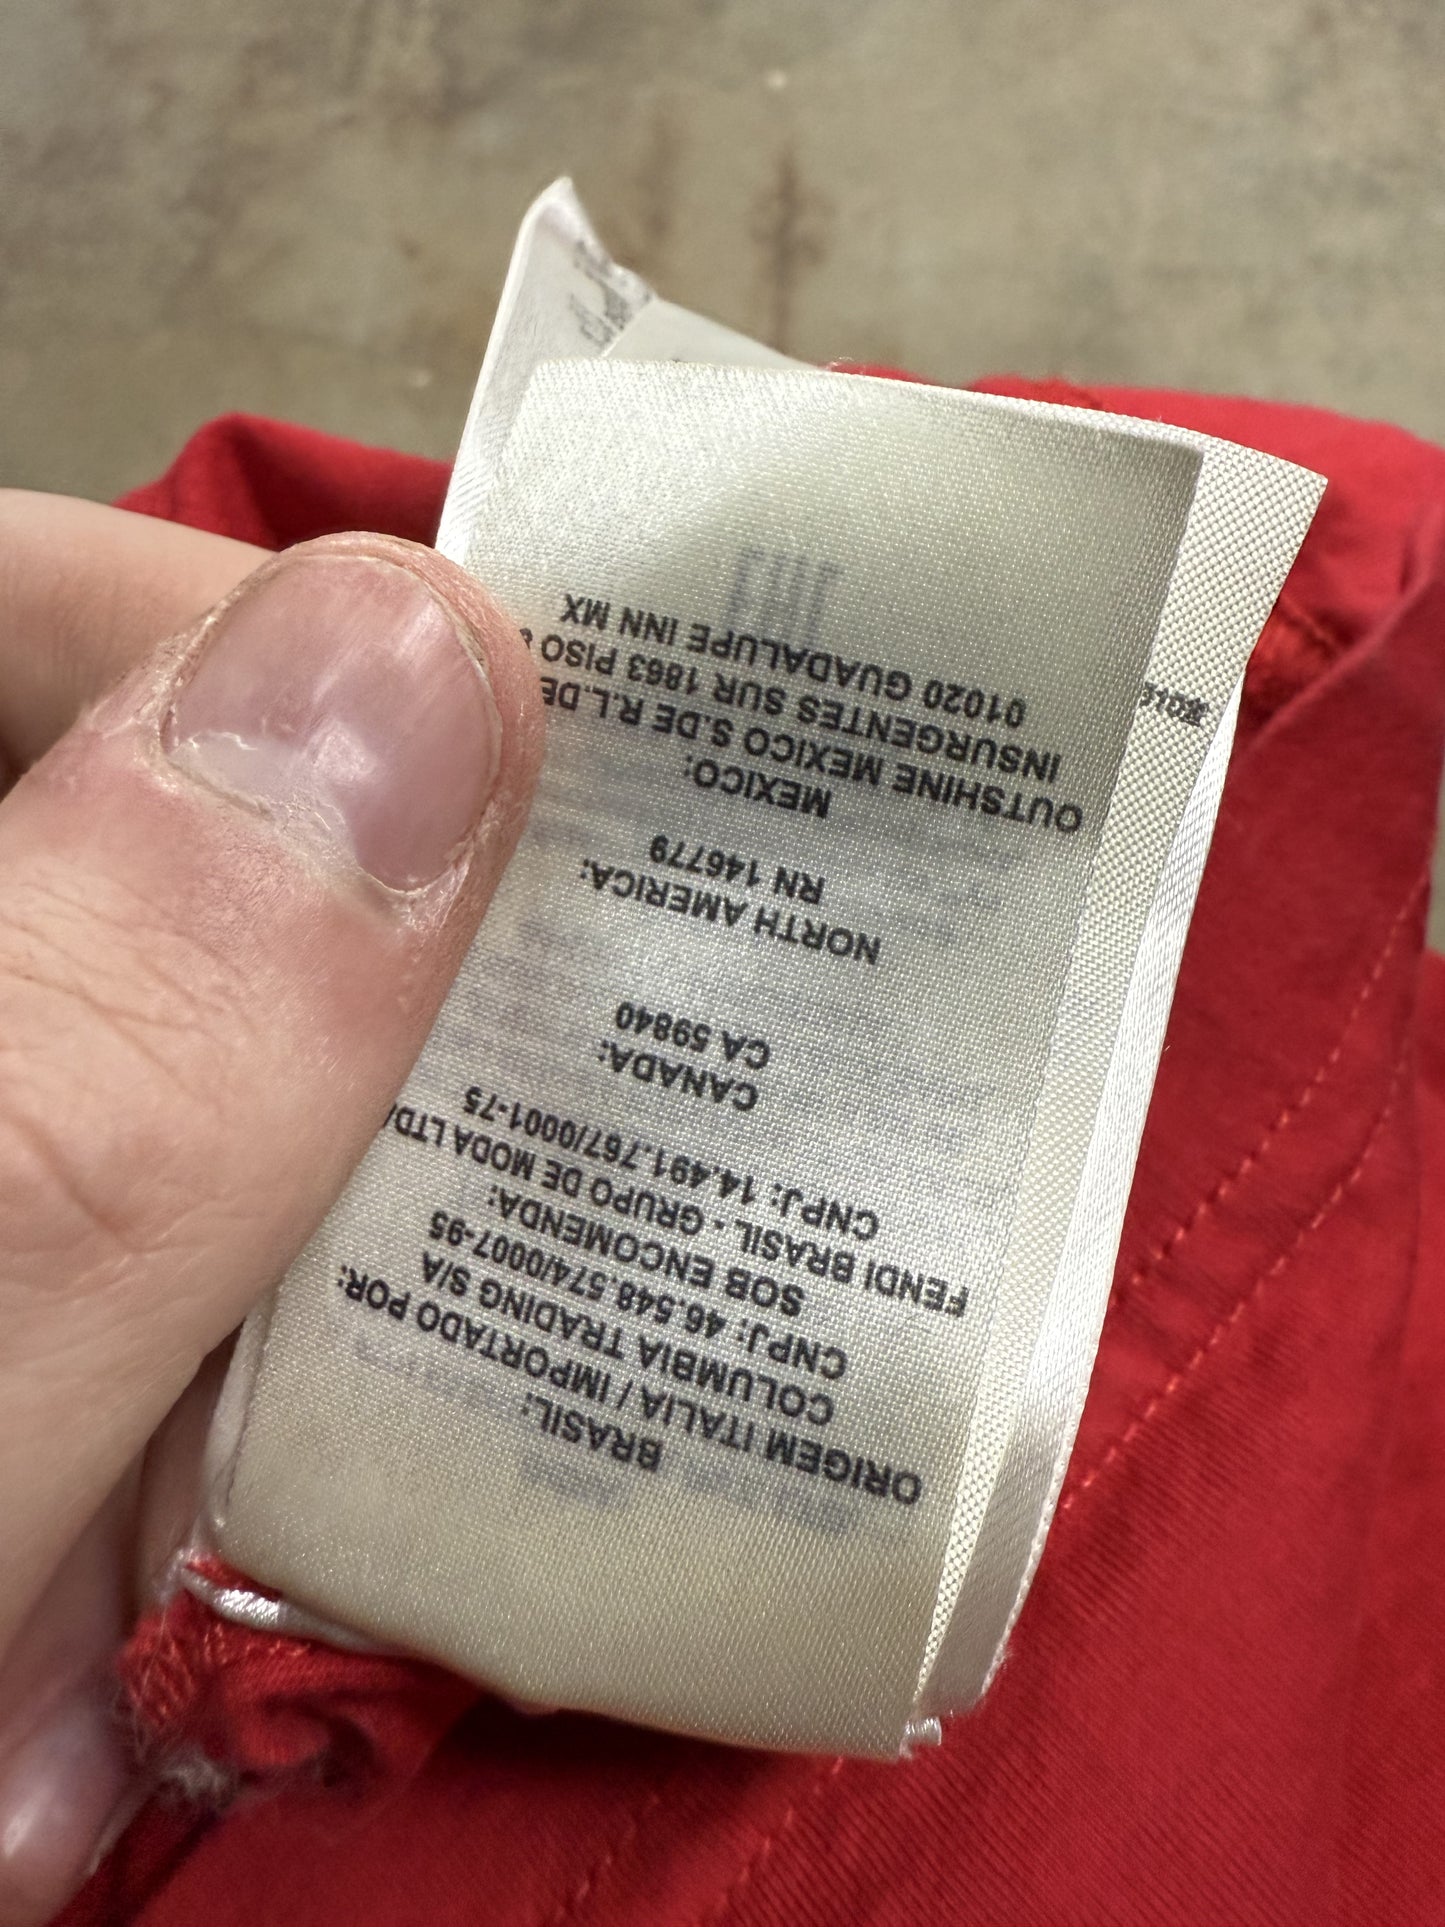 BRASIL:
ORIGEM ITALIA / IMPORTADO POR:
COLUMBIA TRADING S/A
CNPJ: 46.548.574/0007-95
SOB ENCOMENDA:
FENDI BRASIL - GRUPO DE MODA LTDA
CNPJ: 14.491.767/0001-75
CANADA:
CA 59840
NORTH AMERICA:
RN 146779
MEXICO:
OUTSHINE MEXICO S.DE R.L.DE
INSURGENTES SUR 1863 PISO
01020 GUADALUPE INN MX